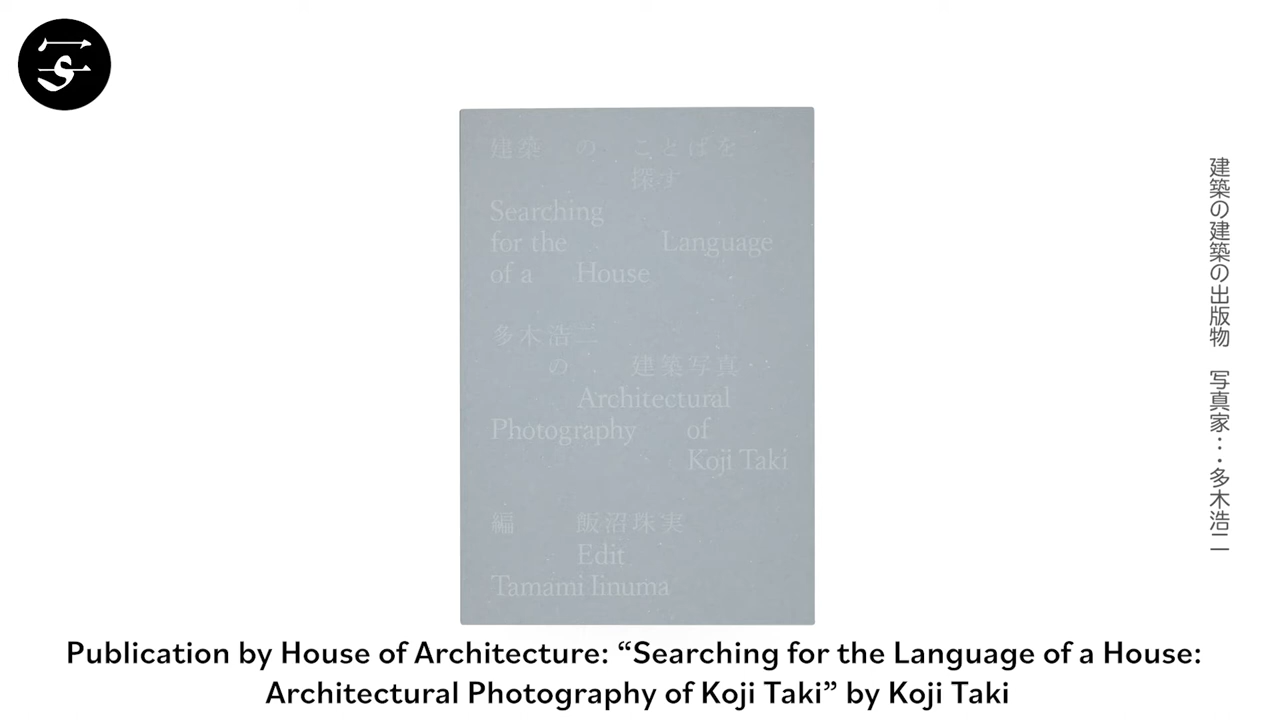 建築 の ことばを
探す
Searching
for the Language
of a House
多木浩二
の 建築写真・・
Architectural
Photography of
Koji Taki
編 飯沼珠実
Edit
Tamami Iinuma
建築の建築の出版物 写真家：・多木浩二
Publication by House of Architecture: “Searching for the Language of a House:
Architectural Photography of Koji Taki” by Koji Taki